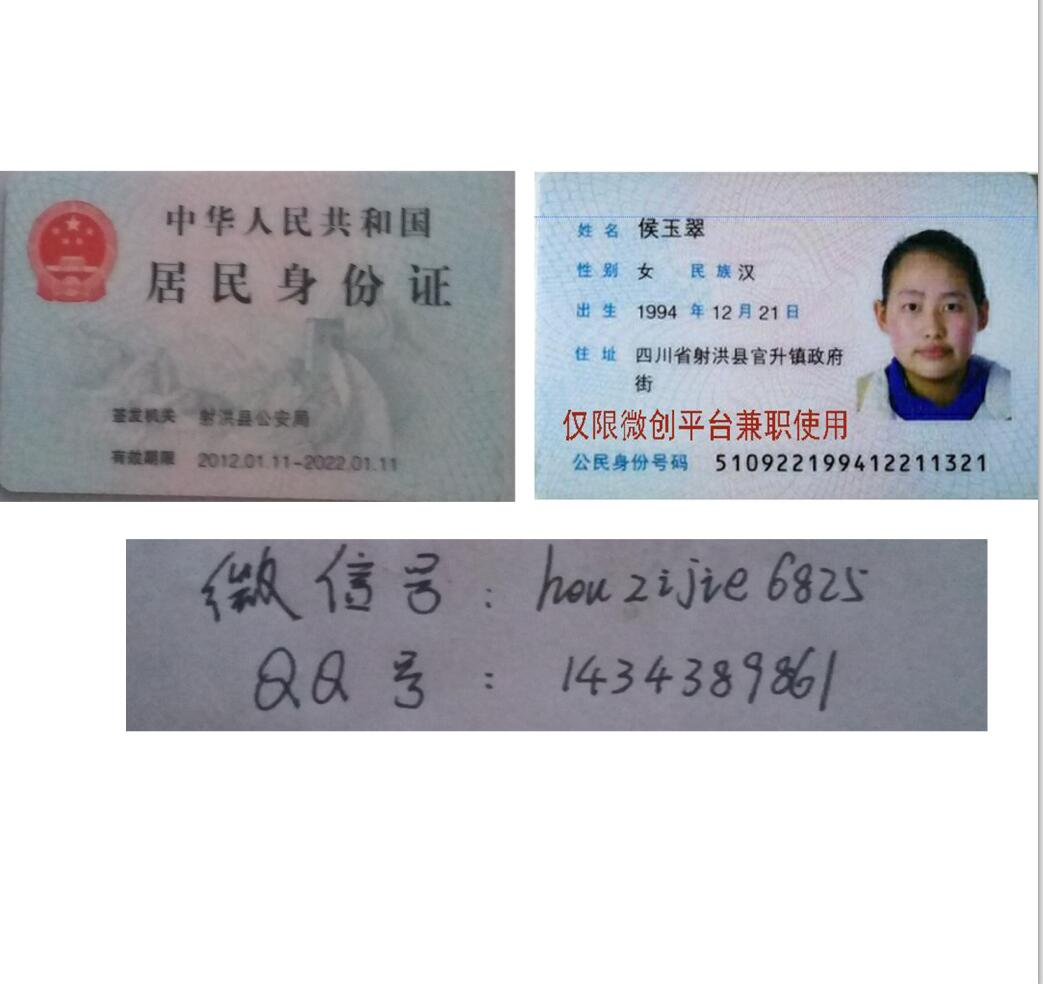 中华人民共和国
居民身份证
签发机关 射洪县公安局
有效期限 2012.01.11-2022.01.11
姓名 侯玉翠
性别 女 民族 汉
出生 1994 年 12 月 21 日
住址 四川省射洪县官升镇政府
街
仅限微创平台兼职使用
公民身份号码 510922199412211321
微信号: houzijie6825
QQ号: 1434389861